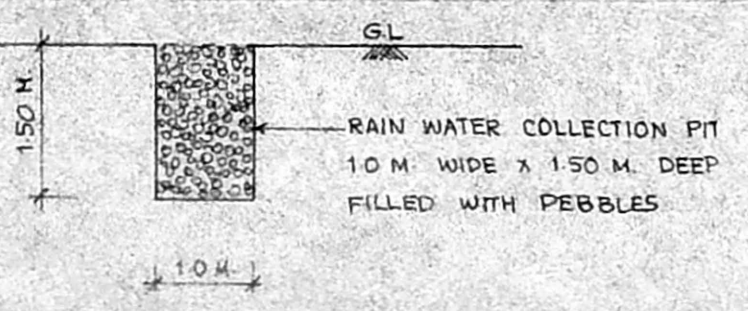 G.L
1.50 M.
RAIN WATER COLLECTION PIT
1.0 M. WIDE X 1.50 M. DEEP
FILLED WITH PEBBLES
1.0 M.